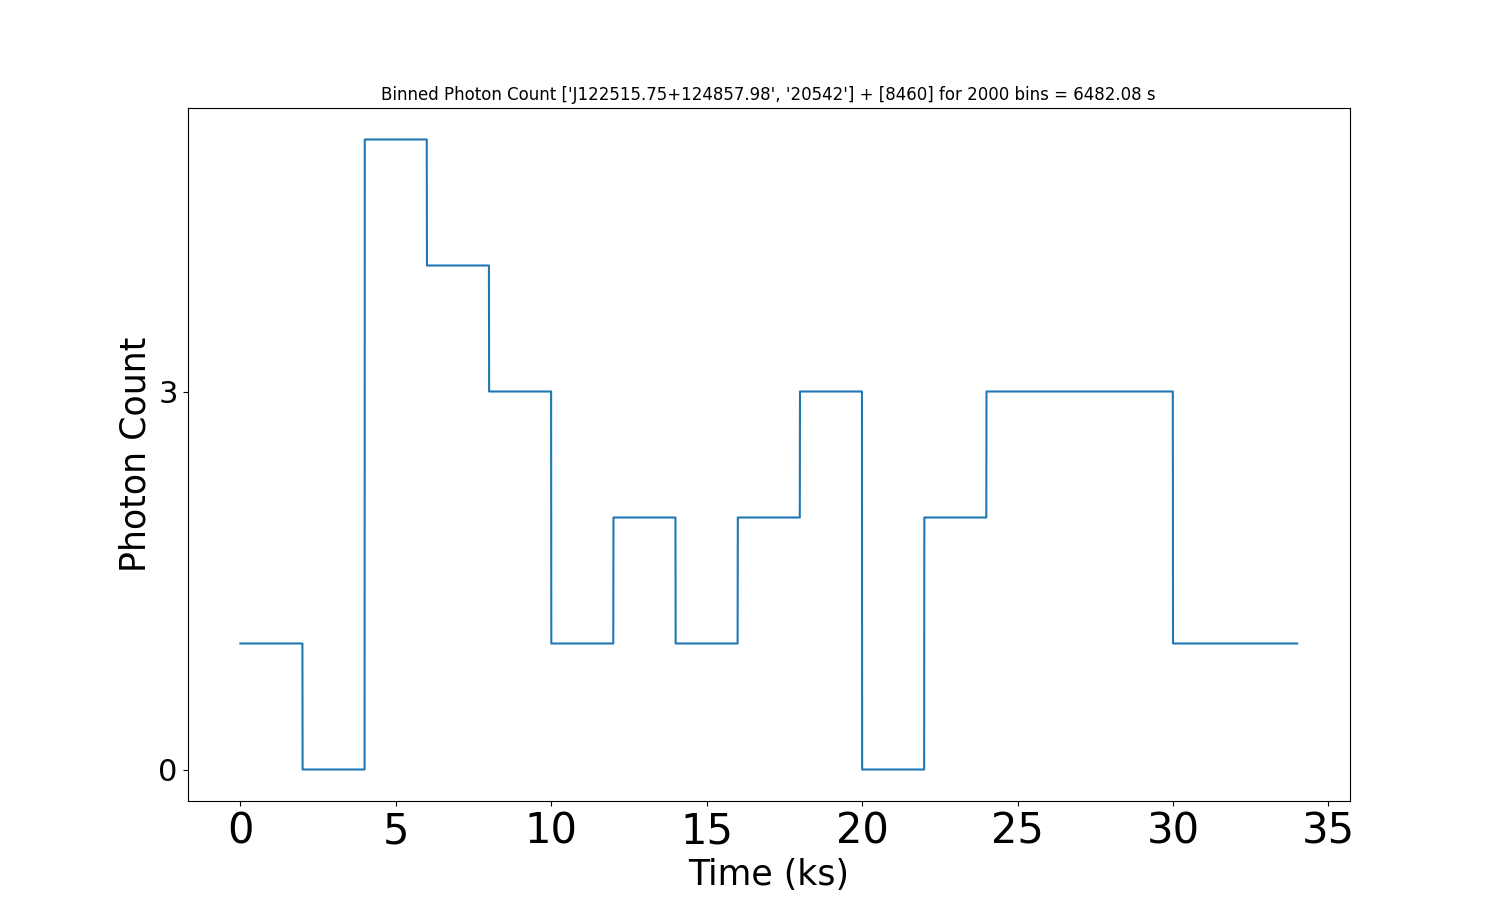 Binned Photon Count ['J122515.75+124857.98', '20542'] + [8460] for 2000 bins = 6482.08 s
Photon Count
3
0
0 5 10 15 20 25 30 35
Time (ks)